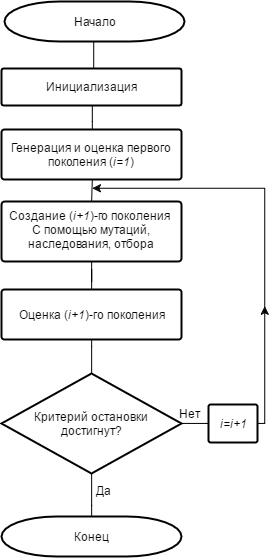 Начало
Инициализация
Генерация и оценка первого
поколения (i=1)
Создание (i+1)-го поколения
С помощью мутаций,
наследования, отбора
Оценка (i+1)-го поколения
Критерий остановки
достигнут?
Нет
i=i+1
Да
Конец